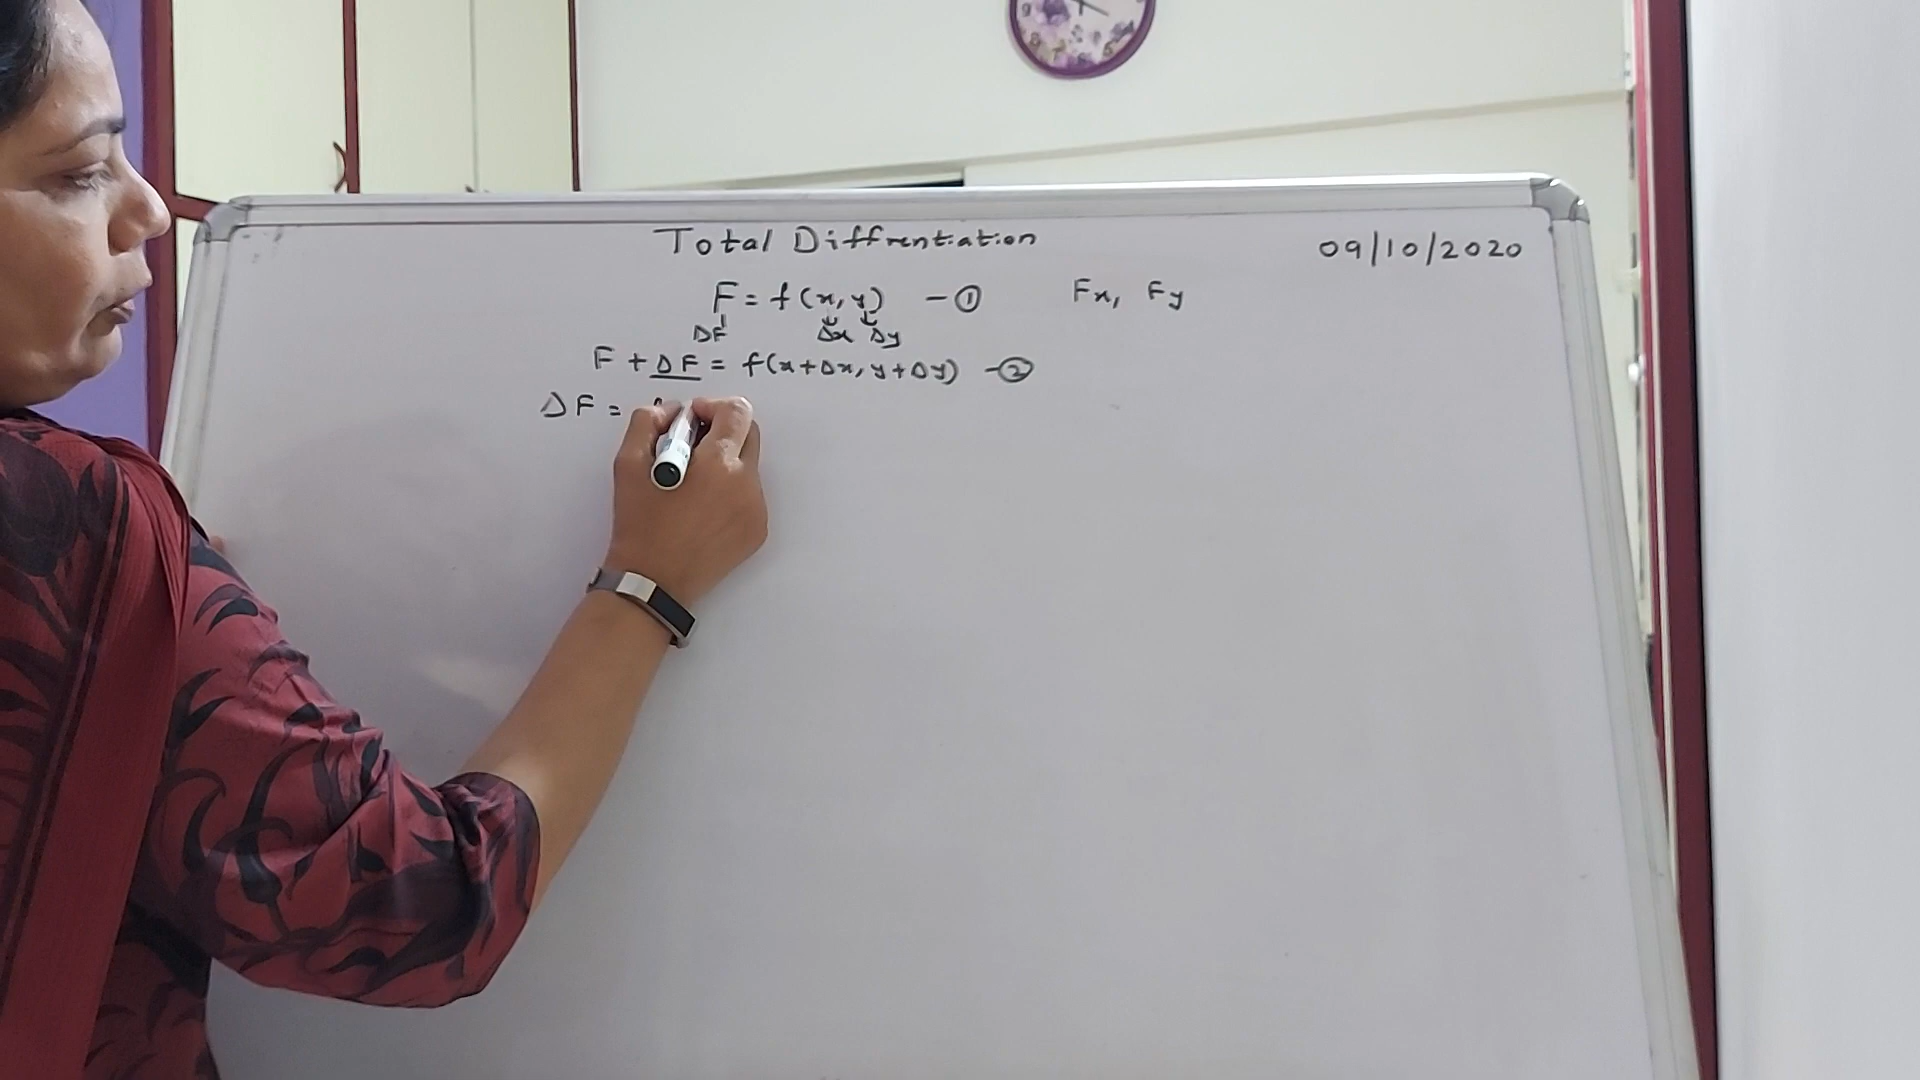 Total Diffrentiation 09/10/2020
F = f(x, y) - ① Fx, Fy
ΔF Δx Δy
F + ΔF = f(x+Δx, y+Δy) - ②
ΔF =